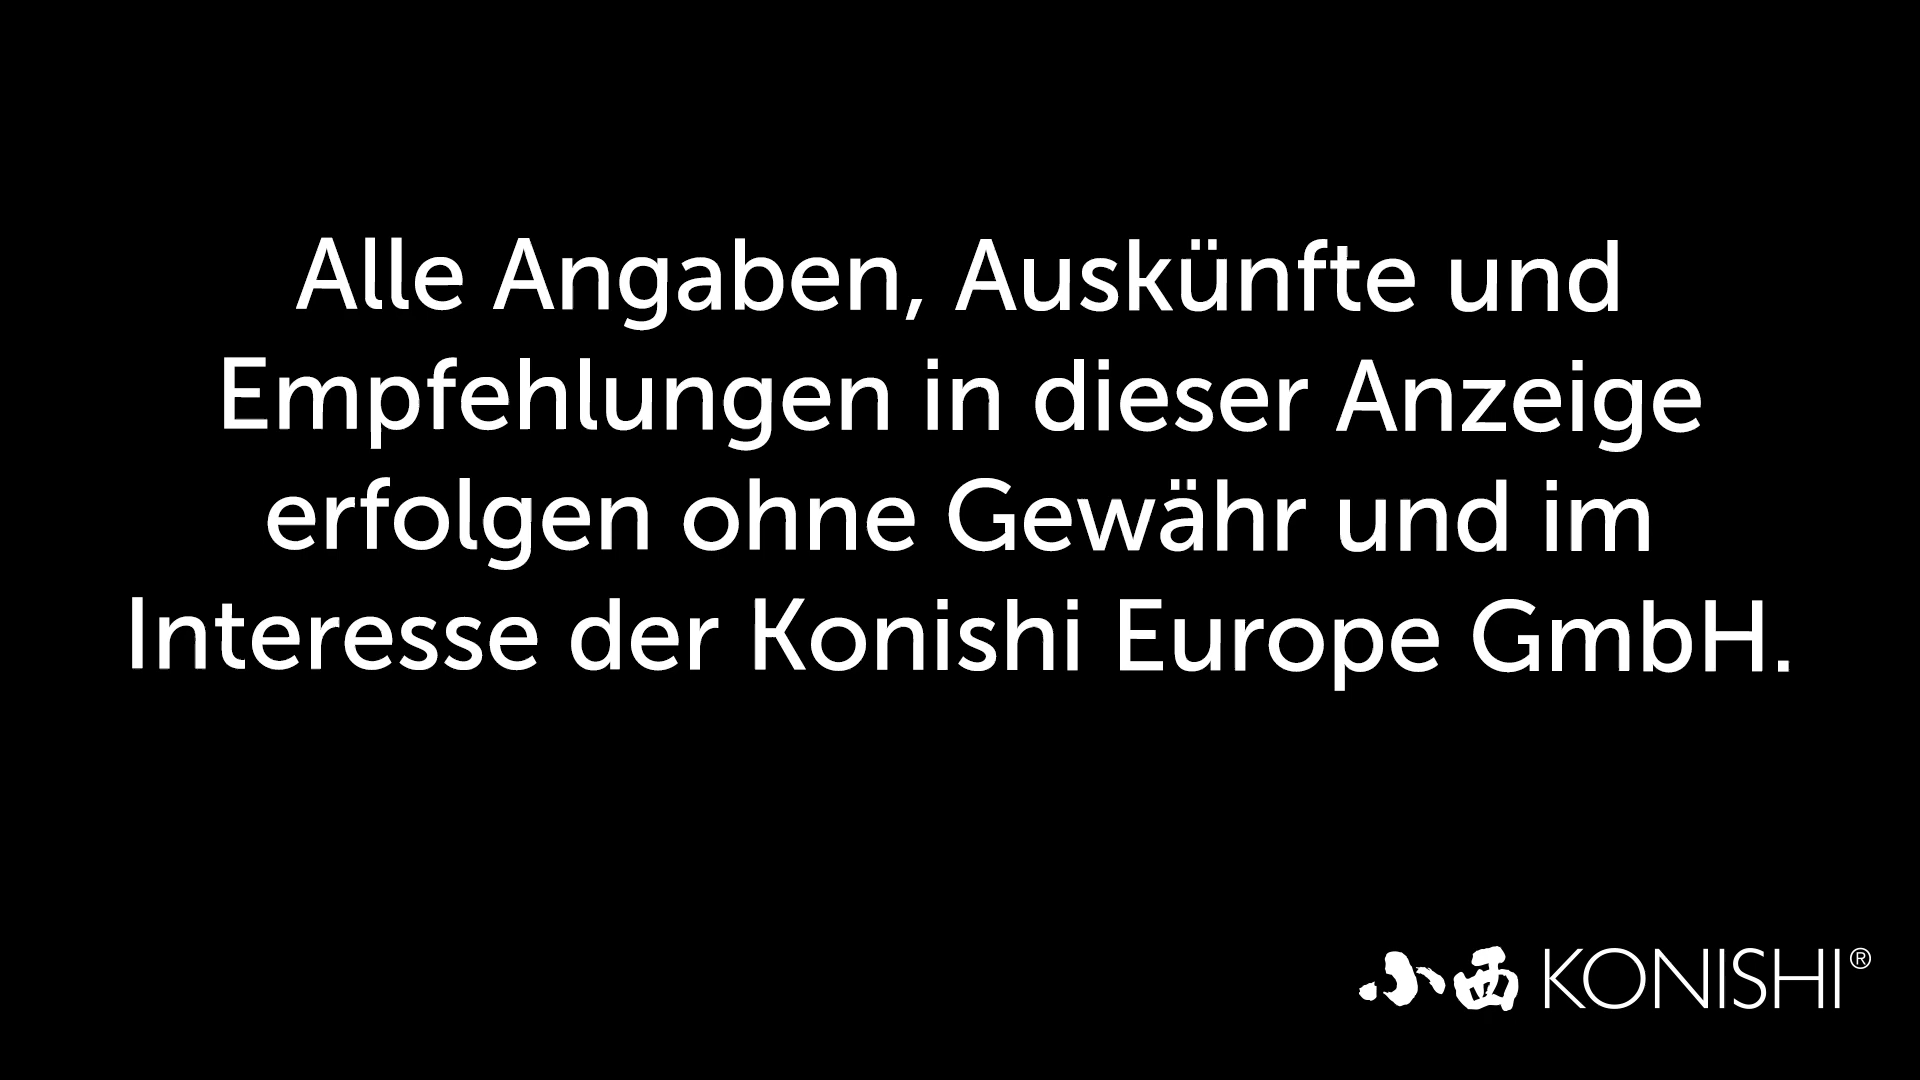 Alle Angaben, Auskünfte und
Empfehlungen in dieser Anzeige
erfolgen ohne Gewähr und im
Interesse der Konishi Europe GmbH.
小西 KONISHI®